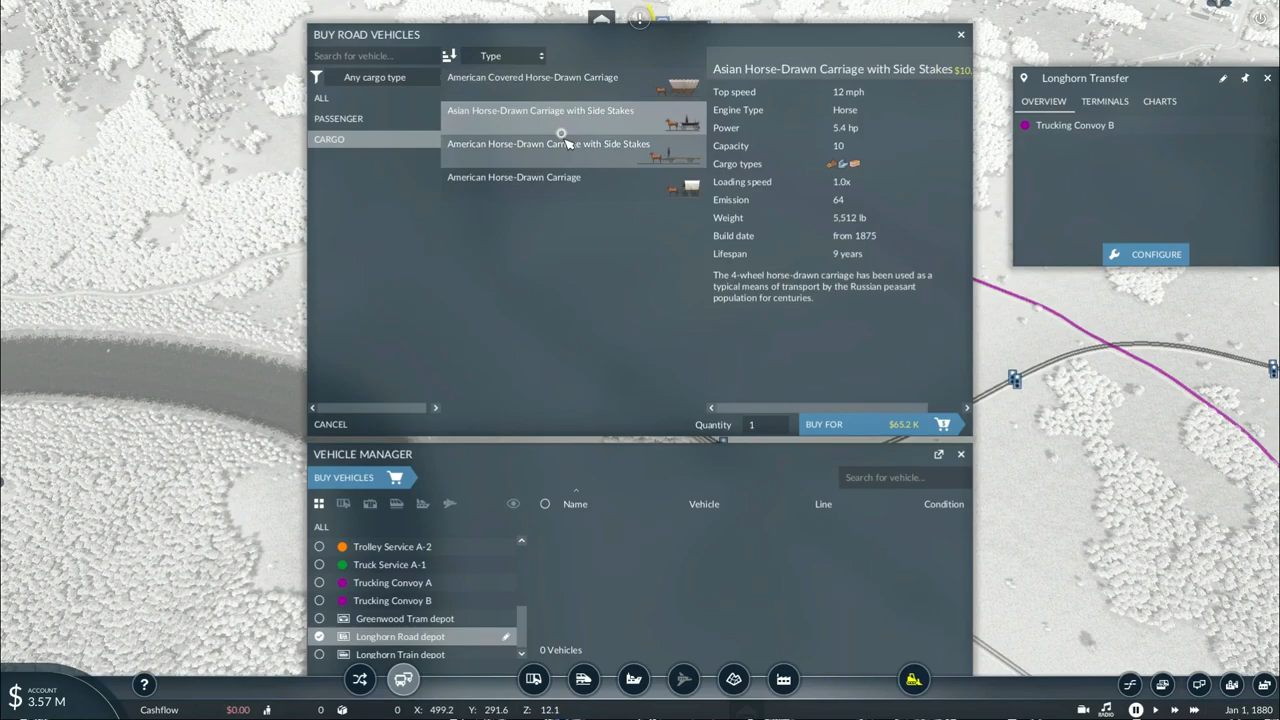 BUY ROAD VEHICLES
Search for vehicle...
Type
Any cargo type
ALL
PASSENGER
CARGO
American Covered Horse-Drawn Carriage
Asian Horse-Drawn Carriage with Side Stakes
American Horse-Drawn Carriage with Side Stakes
American Horse-Drawn Carriage
Asian Horse-Drawn Carriage with Side Stakes $10.
Top speed 12 mph
Engine Type Horse
Power 5.4 hp
Capacity 10
Cargo types
Loading speed 1.0x
Emission 64
Weight 5,512 lb
Build date from 1875
Lifespan 9 years
The 4-wheel horse-drawn carriage has been used as a
typical means of transport by the Russian peasant
population for centuries.
CANCEL
Quantity 1
BUY FOR $65.2 K
Longhorn Transfer
OVERVIEW TERMINALS CHARTS
Trucking Convoy B
CONFIGURE
VEHICLE MANAGER
BUY VEHICLES
Search for vehicle...
Name Vehicle Line Condition
ALL
Trolley Service A-2
Truck Service A-1
Trucking Convoy A
Trucking Convoy B
Greenwood Tram depot
Longhorn Road depot
Longhorn Train depot
0 Vehicles
$ ACCOUNT
3.57 M
?
Cashflow $0.00 0 0 X: 499.2 Y: 291.6 Z: 12.1
RADIO
Jan 1, 1880